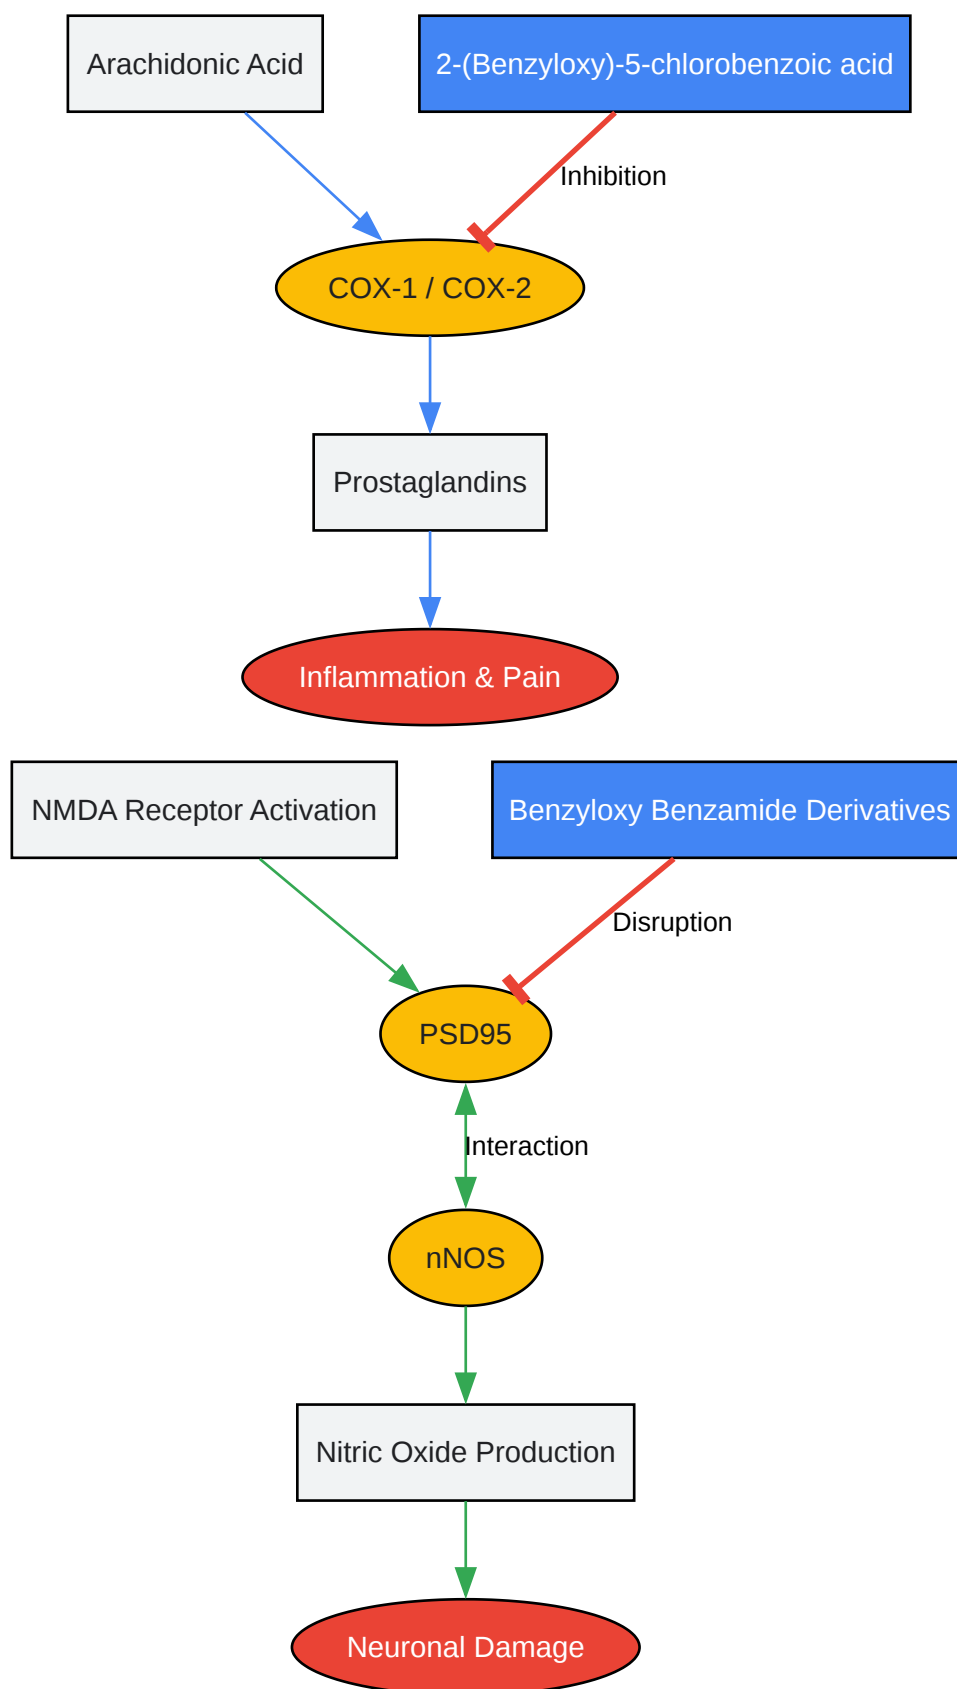 Arachidonic Acid
2-(Benzyloxy)-5-chlorobenzoic acid
Inhibition
COX-1 / COX-2
Prostaglandins
Inflammation & Pain
NMDA Receptor Activation
Benzyloxy Benzamide Derivatives
Disruption
PSD95
Interaction
nNOS
Nitric Oxide Production
Neuronal Damage